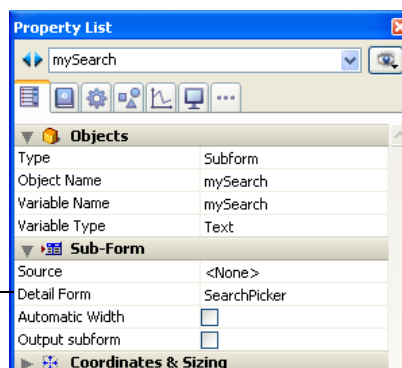 Property List
mySearch
Objects
Type Subform
Object Name mySearch
Variable Name mySearch
Variable Type Text
Sub-Form
Source <None>
Detail Form SearchPicker
Automatic Width
Output subform
Coordinates & Sizing